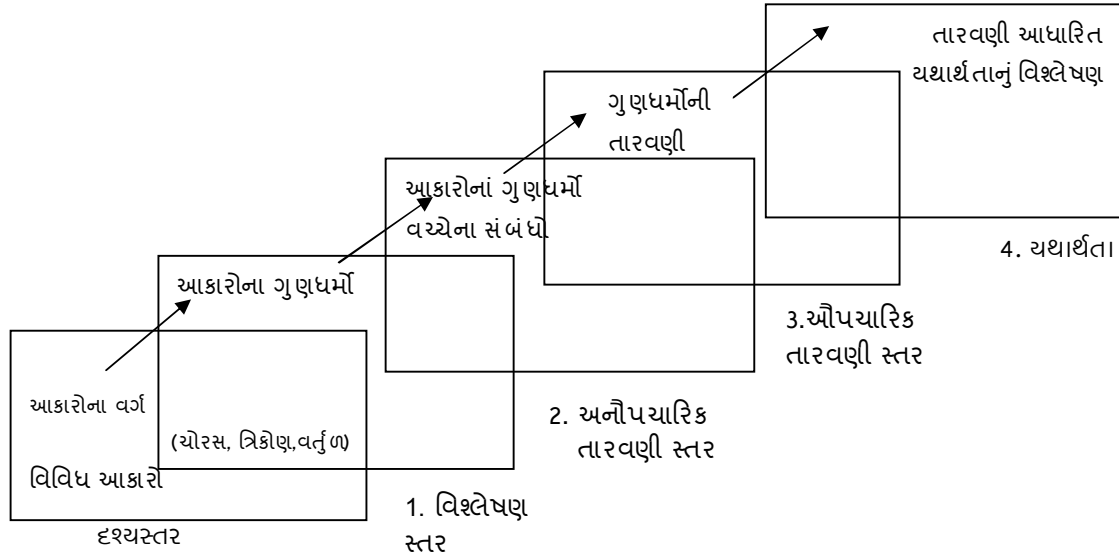 તારવણી આધારિત
યથાર્થતાનું વિશ્લેષણ
ગુણધર્મોની
તારવણી
આકારોનાં ગુણધર્મો
વચ્ચેના સંબંધો
4. યથાર્થતા
આકારોના ગુણધર્મો
3.ઔપચારિક
તારવણી સ્તર
આકારોના વર્ગ
2. અનૌપચારિક
તારવણી સ્તર
(ચોરસ, ત્રિકોણ,વર્તુળ)
વિવિધ આકારો
1. વિશ્લેષણ
સ્તર
દશ્યસ્તર